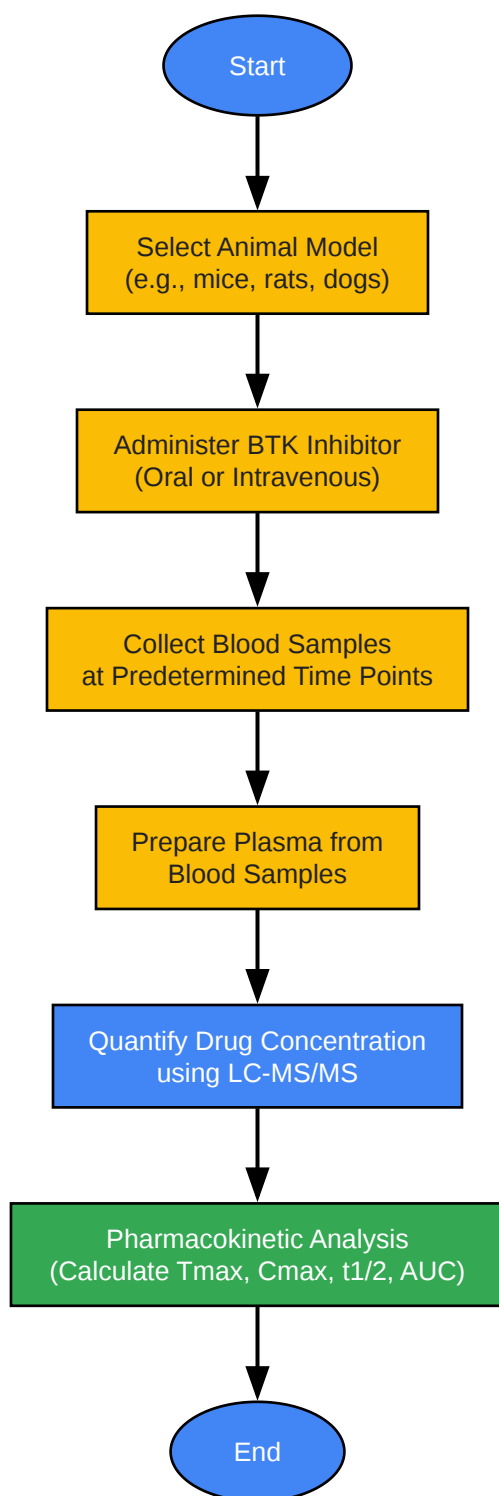 Start
Select Animal Model
(e.g., mice, rats, dogs)
Administer BTK Inhibitor
(Oral or Intravenous)
Collect Blood Samples
at Predetermined Time Points
Prepare Plasma from
Blood Samples
Quantify Drug Concentration
using LC-MS/MS
Pharmacokinetic Analysis
(Calculate Tmax, Cmax, t1/2, AUC)
End